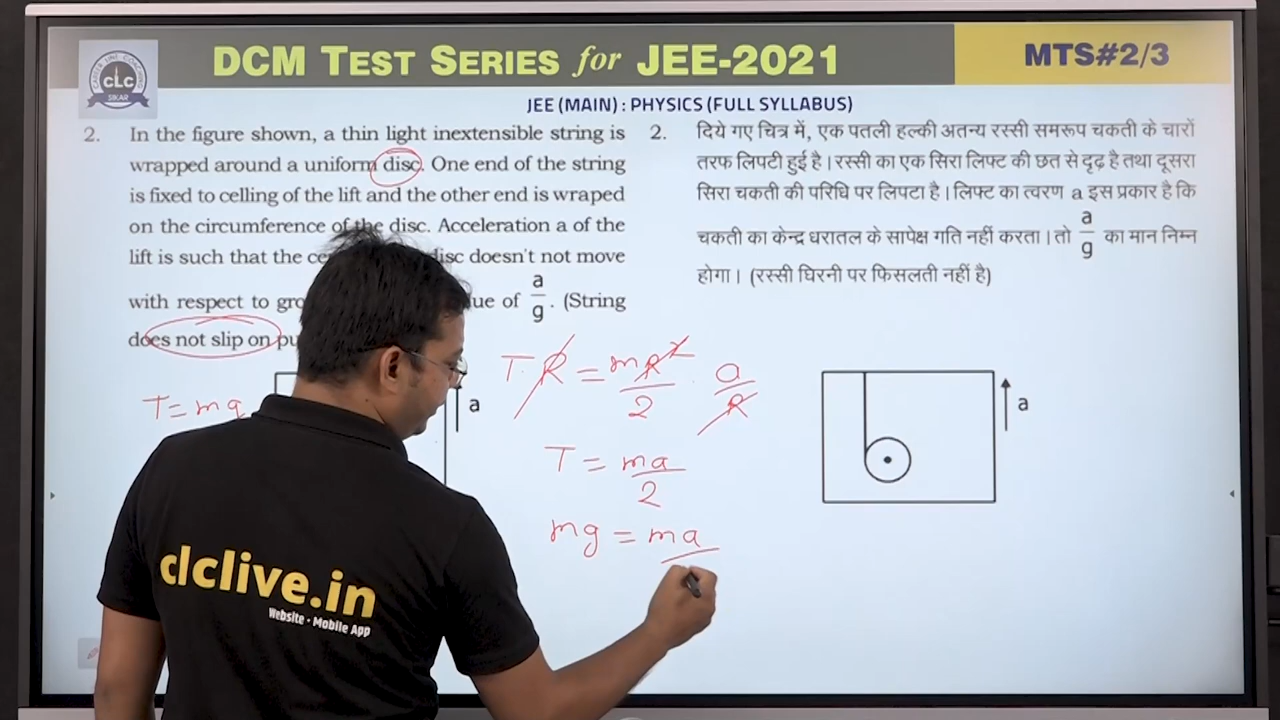 DCM TEST SERIES for JEE-2021
MTS#2/3
CLC
SIKAR
JEE (MAIN) : PHYSICS (FULL SYLLABUS)
2. In the figure shown, a thin light inextensible string is
wrapped around a uniform disc. One end of the string
is fixed to celling of the lift and the other end is wraped
on the circumference of the disc. Acceleration a of the
lift is such that the ce disc doesn't not move
with respect to gro ue of a/g. (String
does not slip on pu
2. दिये गए चित्र में, एक पतली हल्की अतन्य रस्सी समरूप चकती के चारों
तरफ लिपटी हुई है। रस्सी का एक सिरा लिफ्ट की छत से दृढ़ है तथा दूसरा
सिरा चकती की परिधि पर लिपटा है। लिफ्ट का त्वरण a इस प्रकार है कि
चकती का केन्द्र धरातल के सापेक्ष गति नहीं करता। तो a/g का मान निम्न
होगा। (रस्सी घिरनी पर फिसलती नहीं है)
T = mg
a
T.R = mR²/2 . a/R
T = ma/2
mg = ma
a
clclive.in
Website • Mobile App